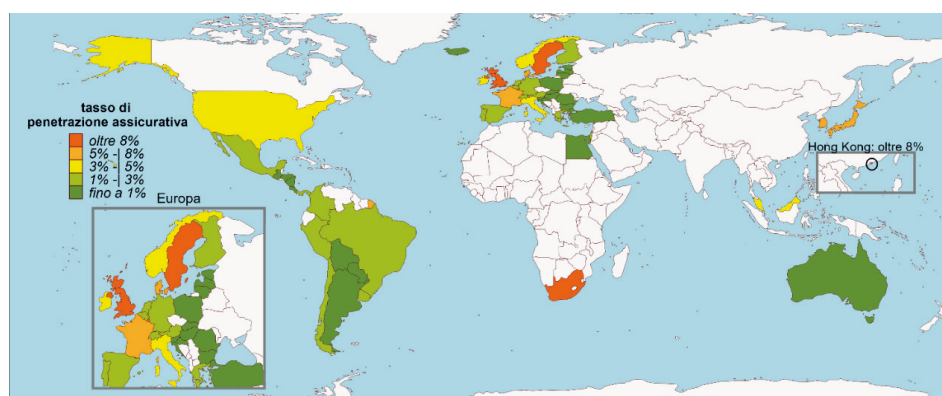 tasso di
penetrazione assicurativa
oltre 8%
5% -| 8%
3% -| 5%
1% -| 3%
fino a 1%
Europa
Hong Kong: oltre 8%